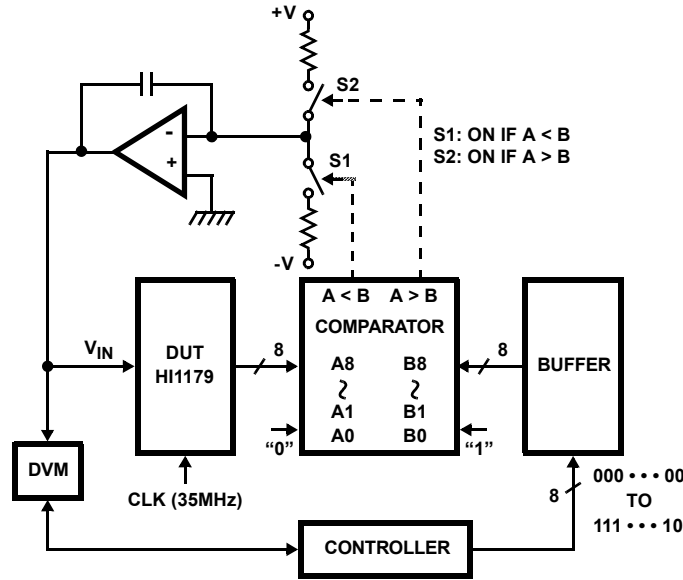 +V
S2
-
+
S1
S1: ON IF A < B
S2: ON IF A > B
-V
A < B A > B
COMPARATOR
VIN
DUT
HI1179
8
A8 B8
8
BUFFER
A1 B1
A0 B0
“0”
“1”
DVM
CLK (35MHz)
8
000 • • • 00
TO
111 • • • 10
CONTROLLER